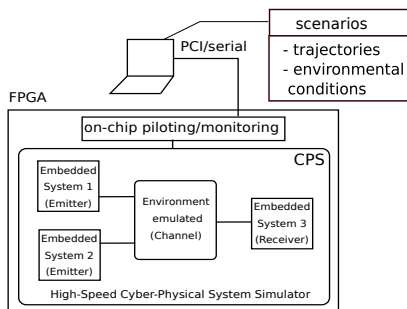 scenarios
- trajectories
- environmental
conditions
PCI/serial
FPGA
on-chip piloting/monitoring
CPS
Embedded
System 1
(Emitter)
Environment
emulated
(Channel)
Embedded
System 3
(Receiver)
Embedded
System 2
(Emitter)
High-Speed Cyber-Physical System Simulator